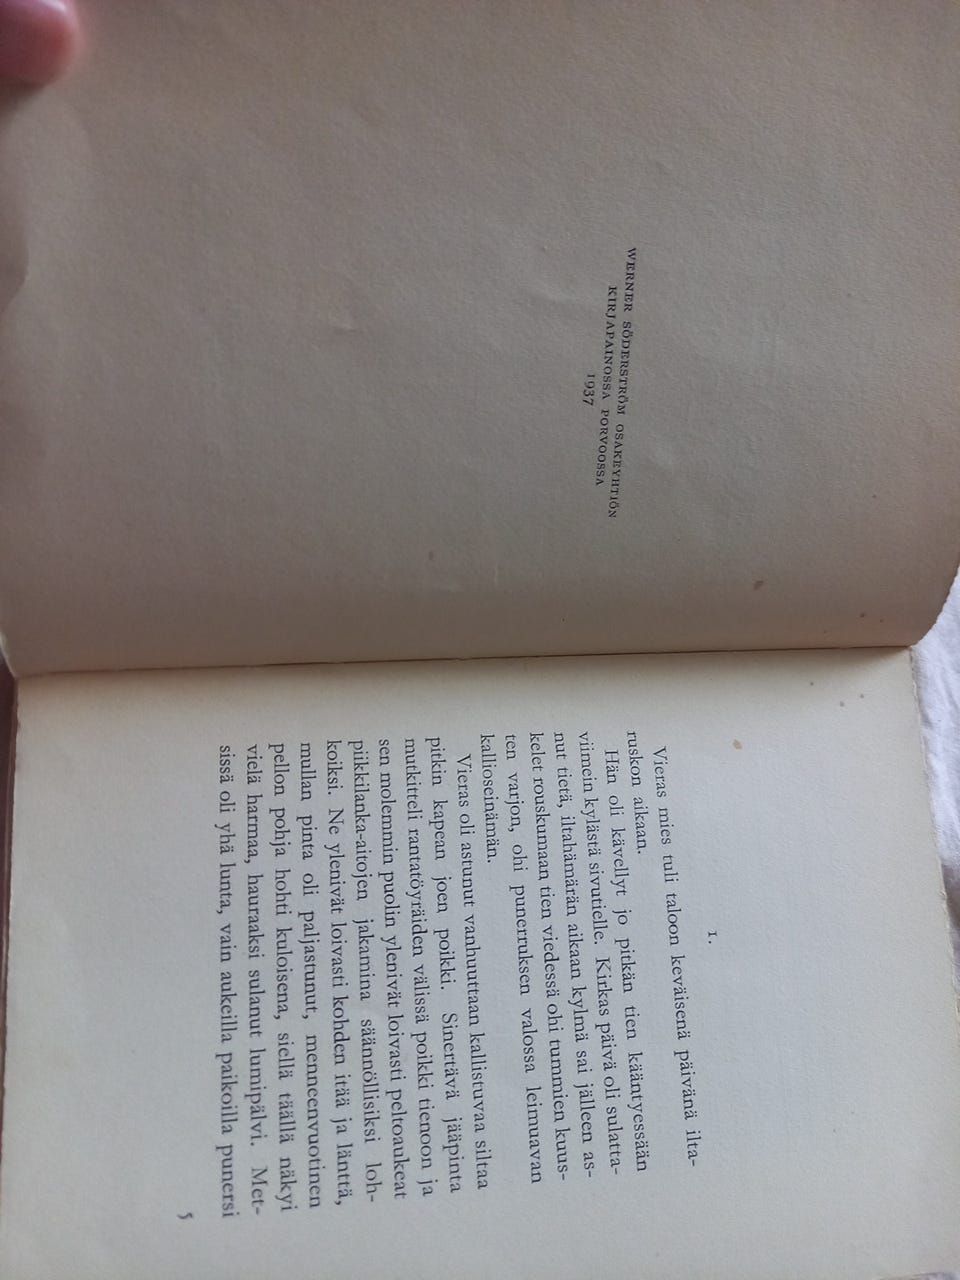 WERNER SÖDERSTRÖM OSAKEYHTIÖN
KIRJAPAINOSSA PORVOOSSA
1937
1.
Vieras mies tuli taloon keväisenä päivänä ilta-
ruskon aikaan.
Hän oli kävellyt jo pitkän tien kääntyessään
viimein kylästä sivutielle. Kirkas päivä oli sulatta-
nut tietä, iltahämärän aikaan kylmä sai jälleen as-
kelet rouskumaan tien viedessä ohi tummien kuus-
ten varjon, ohi punerruksen valossa leimuavan
kallioseinämän.
Vieras oli astunut vanhuuttaan kallistuvaa siltaa
pitkin kapean joen poikki. Sinertävä jääpinta
mutkitteli rantatöyräiden välissä poikki tienoon ja
sen molemmin puolin ylenivät loivasti peltoaukeat
piikkilanka-aitojen jakamina säännöllisiksi loh-
koiksi. Ne ylenivät loivasti kohden itää ja länttä,
mullan pinta oli paljastunut, menneenvuotinen
pellon pohja hohti kuloisena, siellä täällä näkyi
vielä harmaa, hauraaksi sulanut lumipälvi. Met-
sissä oli yhä lunta, vain aukeilla paikoilla punersi
5